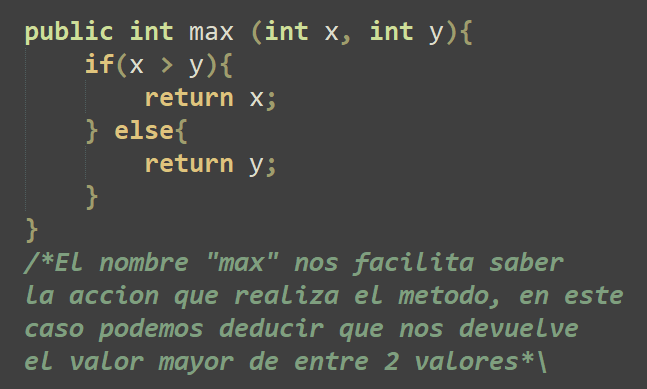 public int max (int x, int y){
if(x > y){
return x;
} else{
return y;
}
}
/*El nombre "max" nos facilita saber
la accion que realiza el metodo, en este
caso podemos deducir que nos devuelve
el valor mayor de entre 2 valores*\